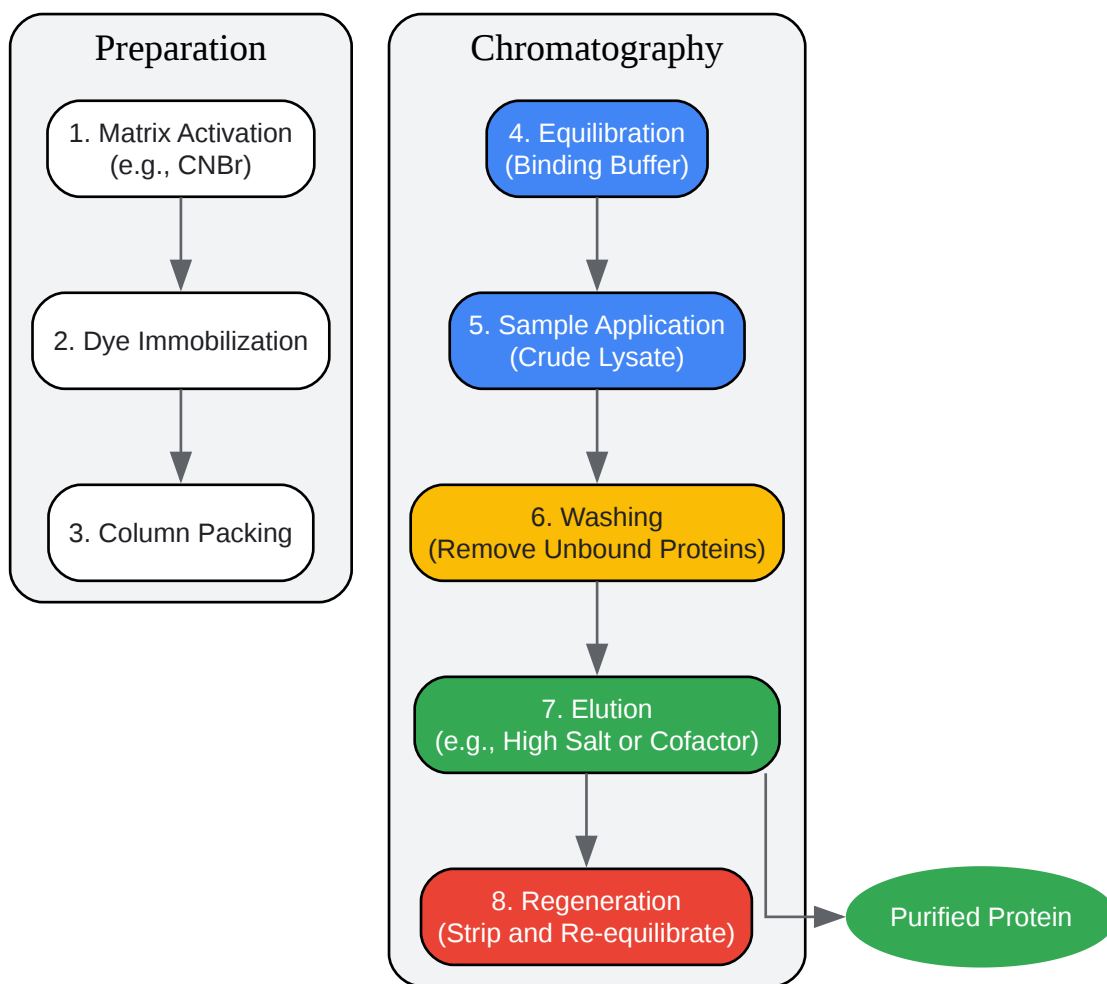 Preparation
1. Matrix Activation
(e.g., CNBr)
2. Dye Immobilization
3. Column Packing
Chromatography
4. Equilibration
(Binding Buffer)
5. Sample Application
(Crude Lysate)
6. Washing
(Remove Unbound Proteins)
7. Elution
(e.g., High Salt or Cofactor)
8. Regeneration
(Strip and Re-equilibrate)
Purified Protein